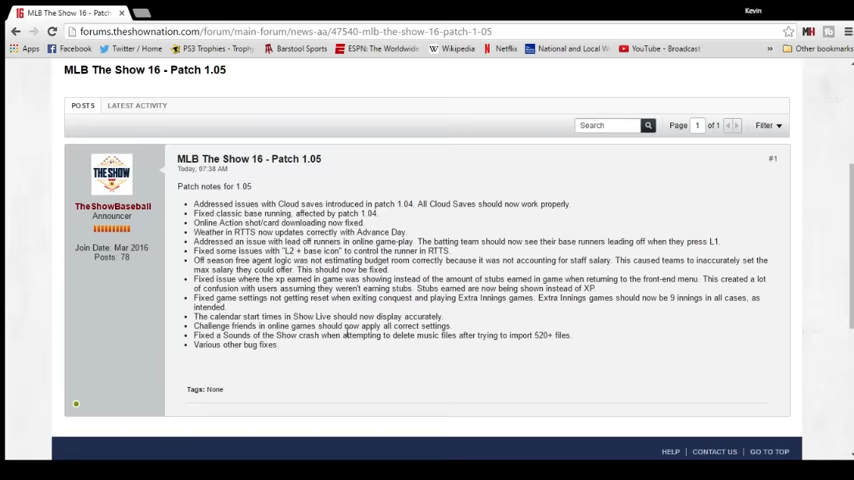 Kevin
MLB The Show 16 - Patch 1.05
forums.theshownation.com/forum/main-forum/news-aa/47540-mlb-the-show-16-patch-1-05
Apps Facebook Twitter / Home PS3 Trophies - Trophy Barstool Sports ESPN: The Worldwide Wikipedia Netflix National and Local W YouTube - Broadcast » Other bookmarks
MLB The Show 16 - Patch 1.05
POSTS LATEST ACTIVITY
Search Page 1 of 1 Filter
THE SHOW
TheShowBaseball
Announcer
Join Date: Mar 2016
Posts: 78
MLB The Show 16 - Patch 1.05 #1
Today, 07:38 AM
Patch notes for 1.05
• Addressed issues with Cloud saves introduced in patch 1.04. All Cloud Saves should now work properly.
• Fixed classic base running, affected by patch 1.04.
• Online Action shot/card downloading now fixed.
• Weather in RTTS now updates correctly with Advance Day.
• Addressed an issue with lead off runners in online game-play. The batting team should now see their base runners leading off when they press L1.
• Fixed some issues with "L2 + base icon" to control the runner in RTTS.
• Off season free agent logic was not estimating budget room correctly because it was not accounting for staff salary. This caused teams to inaccurately set the
max salary they could offer. This should now be fixed.
• Fixed issue where the xp earned in game was showing instead of the amount of stubs earned in game when returning to the front-end menu. This created a lot
of confusion with users assuming they weren't earning stubs. Stubs earned are now being shown instead of XP.
• Fixed game settings not getting reset when exiting conquest and playing Extra Innings games. Extra Innings games should now be 9 innings in all cases, as
intended.
• The calendar start times in Show Live should now display accurately.
• Challenge friends in online games should now apply all correct settings.
• Fixed a Sounds of the Show crash when attempting to delete music files after trying to import 520+ files.
• Various other bug fixes.
Tags: None
HELP | CONTACT US | GO TO TOP